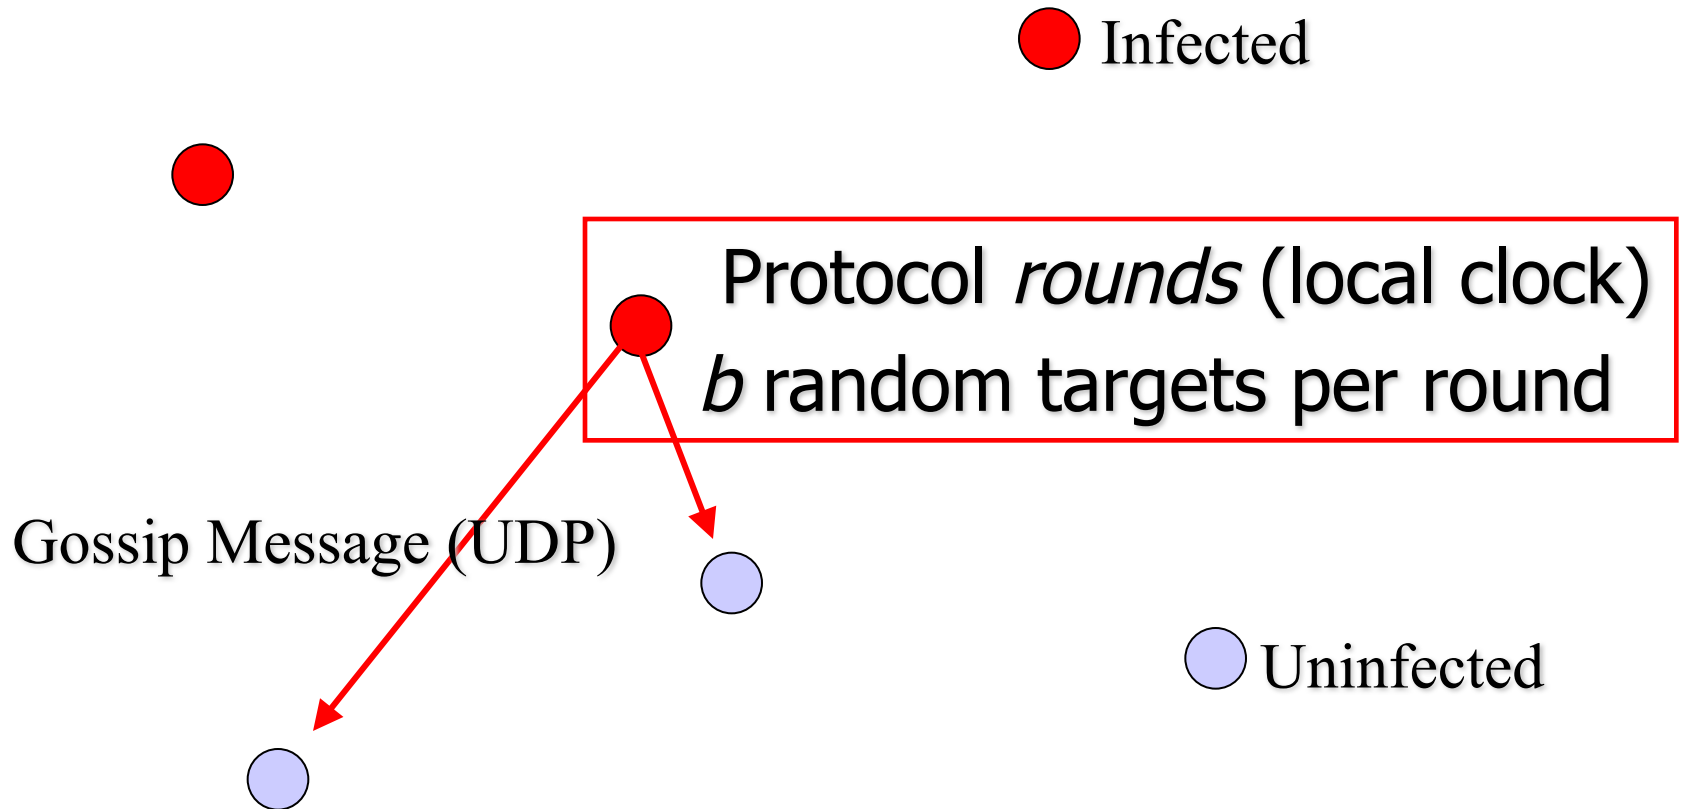 Infected
Protocol rounds (local clock)
b random targets per round
Gossip Message (UDP)
Uninfected